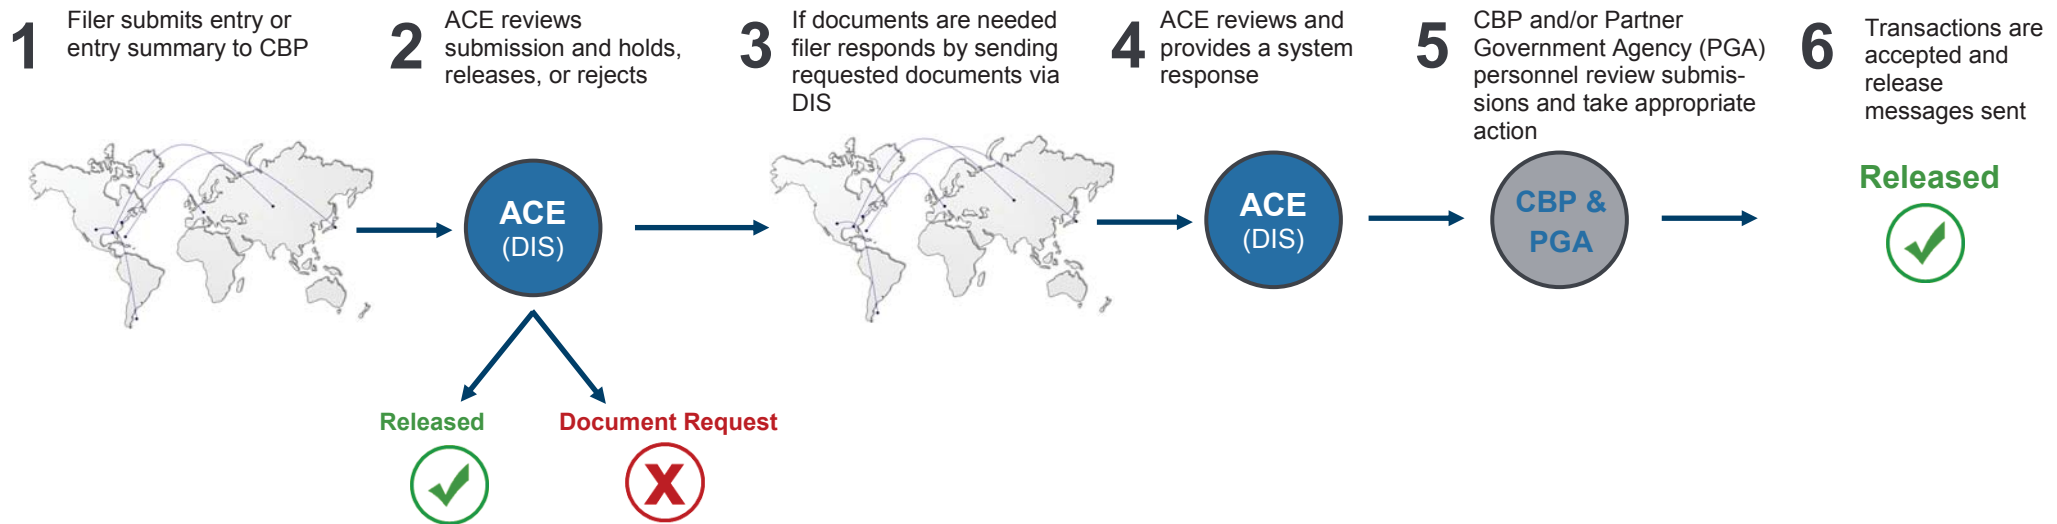 1
Filer submits entry or
entry summary to CBP
2
ACE reviews
submission and holds,
releases, or rejects
3
If documents are needed
filer responds by sending
requested documents via
DIS
4
ACE reviews and
provides a system
response
5
CBP and/or Partner
Government Agency (PGA)
personnel review submis-
sions and take appropriate
action
6
Transactions are
accepted and
release
messages sent
ACE
(DIS)
Released
Document Request
X
ACE
(DIS)
CBP &
PGA
Released